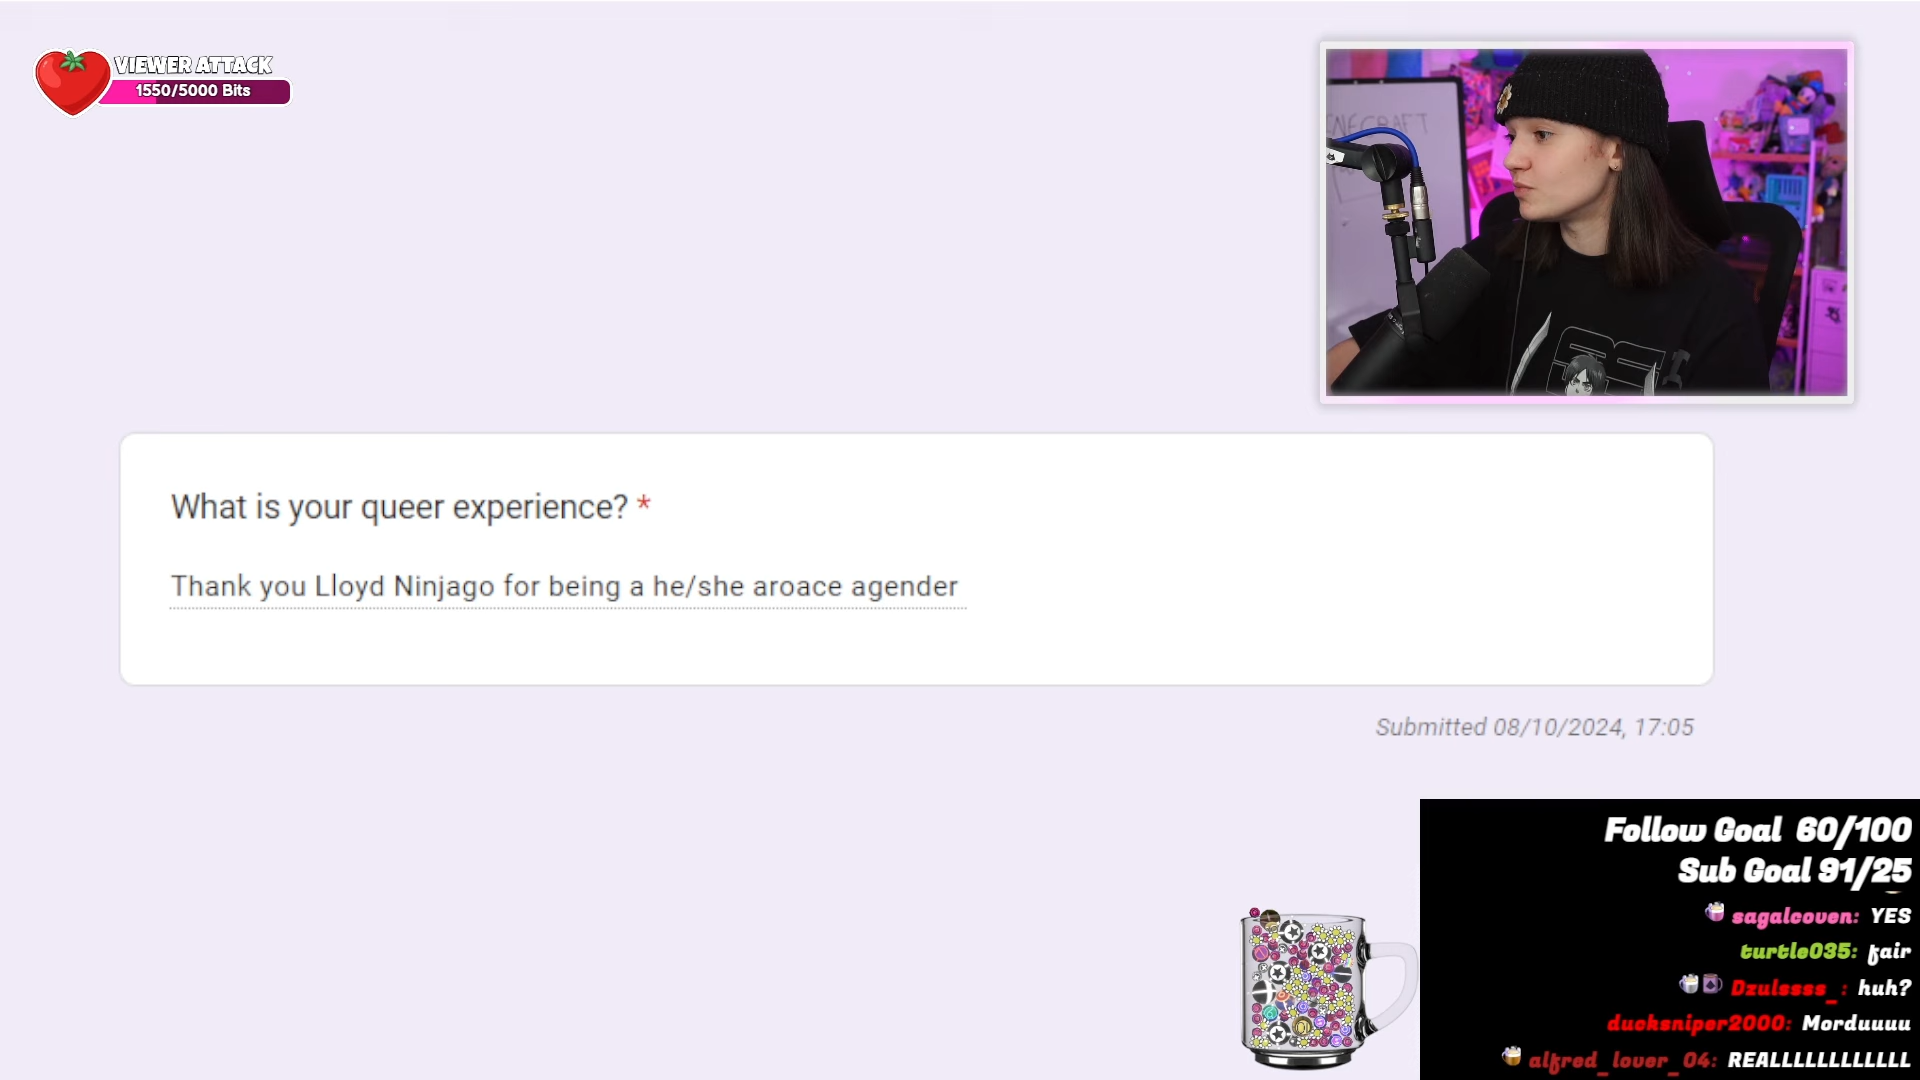 VIEWER ATTACK
1550/5000 Bits
NECRAFT
What is your queer experience? *
Thank you Lloyd Ninjago for being a he/she aroace agender
Submitted 08/10/2024, 17:05
Follow Goal 60/100
Sub Goal 91/25
sagalcoven: YES
turtle035: fair
Dzulssss_: huh?
ducksniper2000: Morduuuu
alfred_lover_04: REALLLLLLLLLLLL